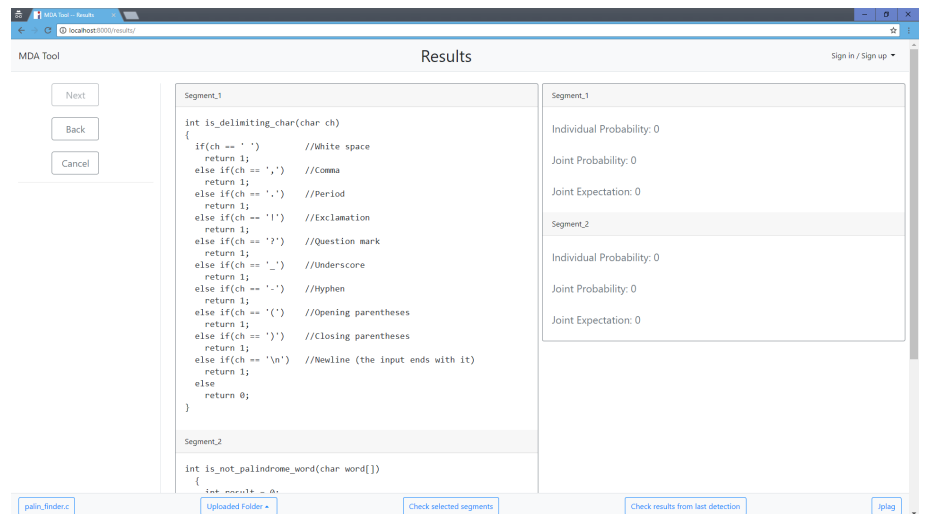 MDA Tool -- Results
localhost:8000/results/
MDA Tool
Results
Sign in / Sign up
Next
Back
Cancel
Segment_1
int is_delimiting_char(char ch)
{
  if(ch == ' ')          //White space
    return 1;
  else if(ch == ',')     //Comma
    return 1;
  else if(ch == '.')     //Period
    return 1;
  else if(ch == '!')     //Exclamation
    return 1;
  else if(ch == '?')     //Question mark
    return 1;
  else if(ch == '_')     //Underscore
    return 1;
  else if(ch == '-')     //Hyphen
    return 1;
  else if(ch == '(')     //Opening parentheses
    return 1;
  else if(ch == ')')     //Closing parentheses
    return 1;
  else if(ch == '\n')    //Newline (the input ends with it)
    return 1;
  else
    return 0;
}
Segment_2
int is_not_palindrome_word(char word[])
  {
    int result = 0;
Segment_1
Individual Probability: 0
Joint Probability: 0
Joint Expectation: 0
Segment_2
Individual Probability: 0
Joint Probability: 0
Joint Expectation: 0
palin_finder.c
Uploaded Folder
Check selected segments
Check results from last detection
Jplag